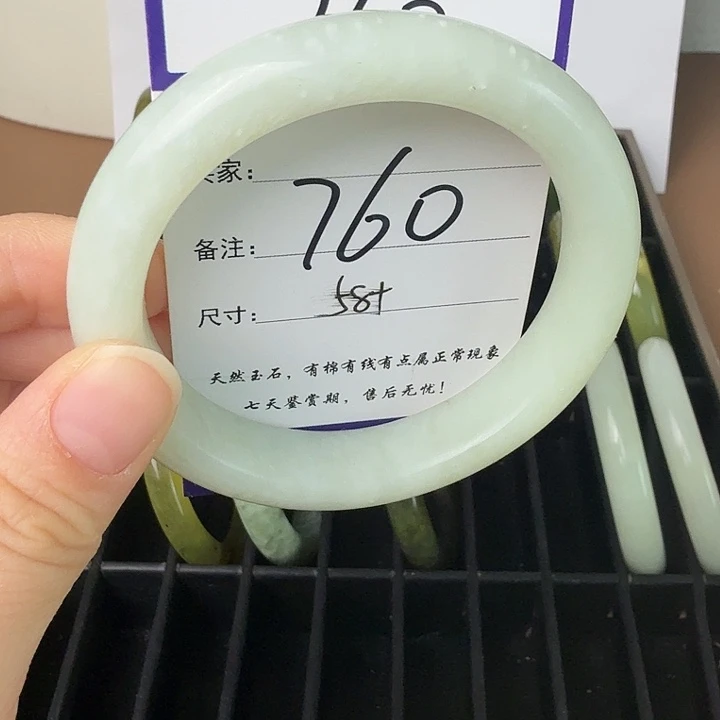 家:
760
备注:
尺寸: 58+
天然玉石，有棉有线有点属正常现象
七天鉴赏期，售后无忧!